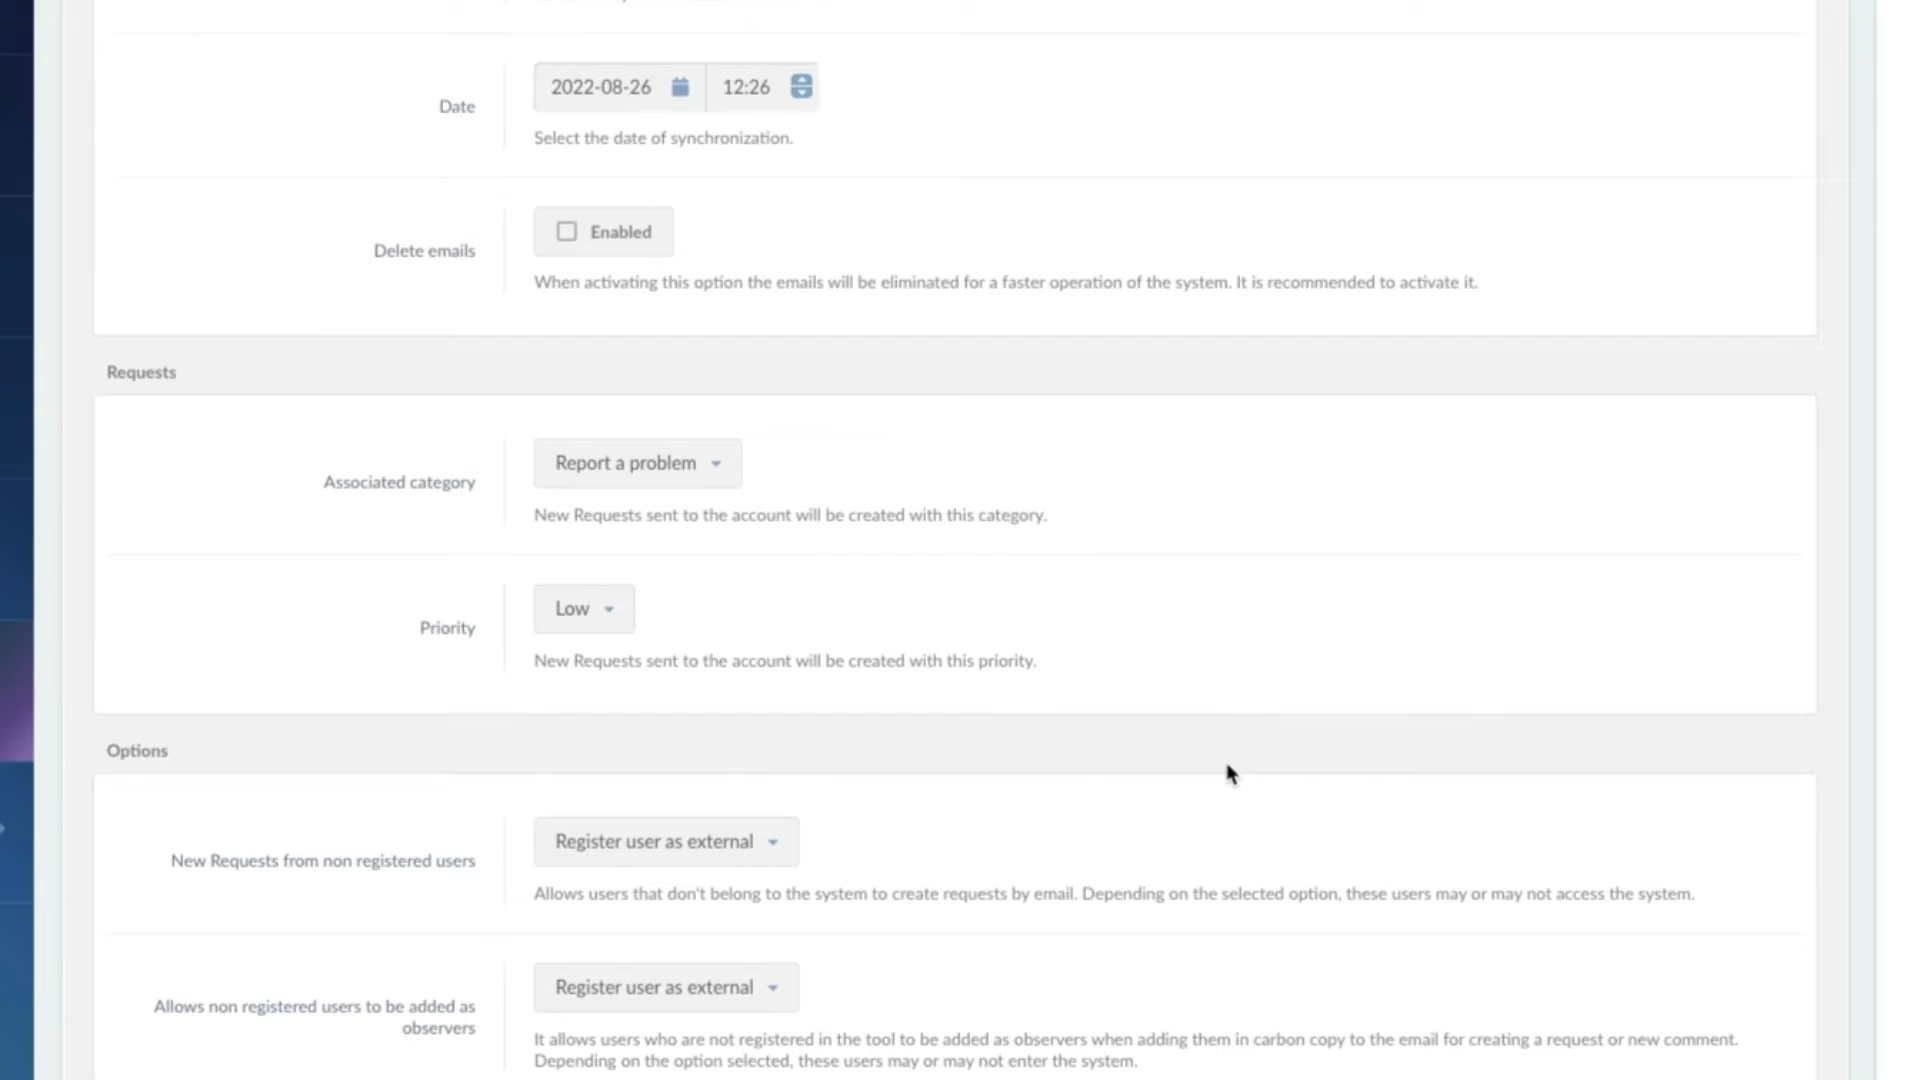 Date
2022-08-26 12:26
Select the date of synchronization.
Delete emails
Enabled
When activating this option the emails will be eliminated for a faster operation of the system. It is recommended to activate it.
Requests
Associated category
Report a problem
New Requests sent to the account will be created with this category.
Priority
Low
New Requests sent to the account will be created with this priority.
Options
New Requests from non registered users
Register user as external
Allows users that don't belong to the system to create requests by email. Depending on the selected option, these users may or may not access the system.
Allows non registered users to be added as
observers
Register user as external
It allows users who are not registered in the tool to be added as observers when adding them in carbon copy to the email for creating a request or new comment.
Depending on the option selected, these users may or may not enter the system.